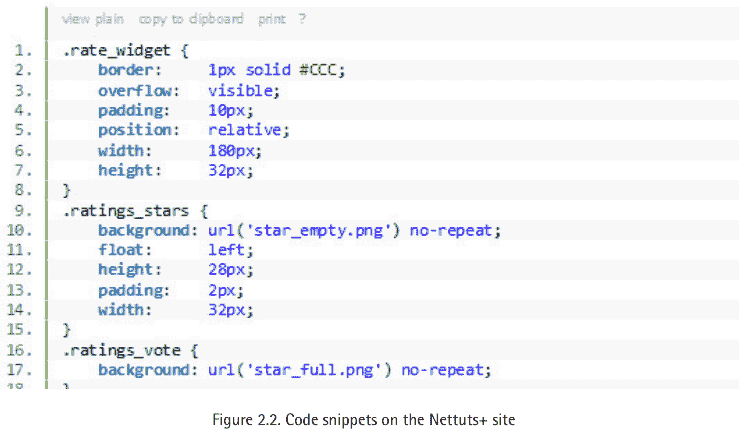 view plain copy to clipboard print ?
1. .rate_widget {
2. border: 1px solid #CCC;
3. overflow: visible;
4. padding: 10px;
5. position: relative;
6. width: 180px;
7. height: 32px;
8. }
9. .ratings_stars {
10. background: url('star_empty.png') no-repeat;
11. float: left;
12. height: 28px;
13. padding: 2px;
14. width: 32px;
15. }
16. .ratings_vote {
17. background: url('star_full.png') no-repeat;
18. }
Figure 2.2. Code snippets on the Nettuts+ site